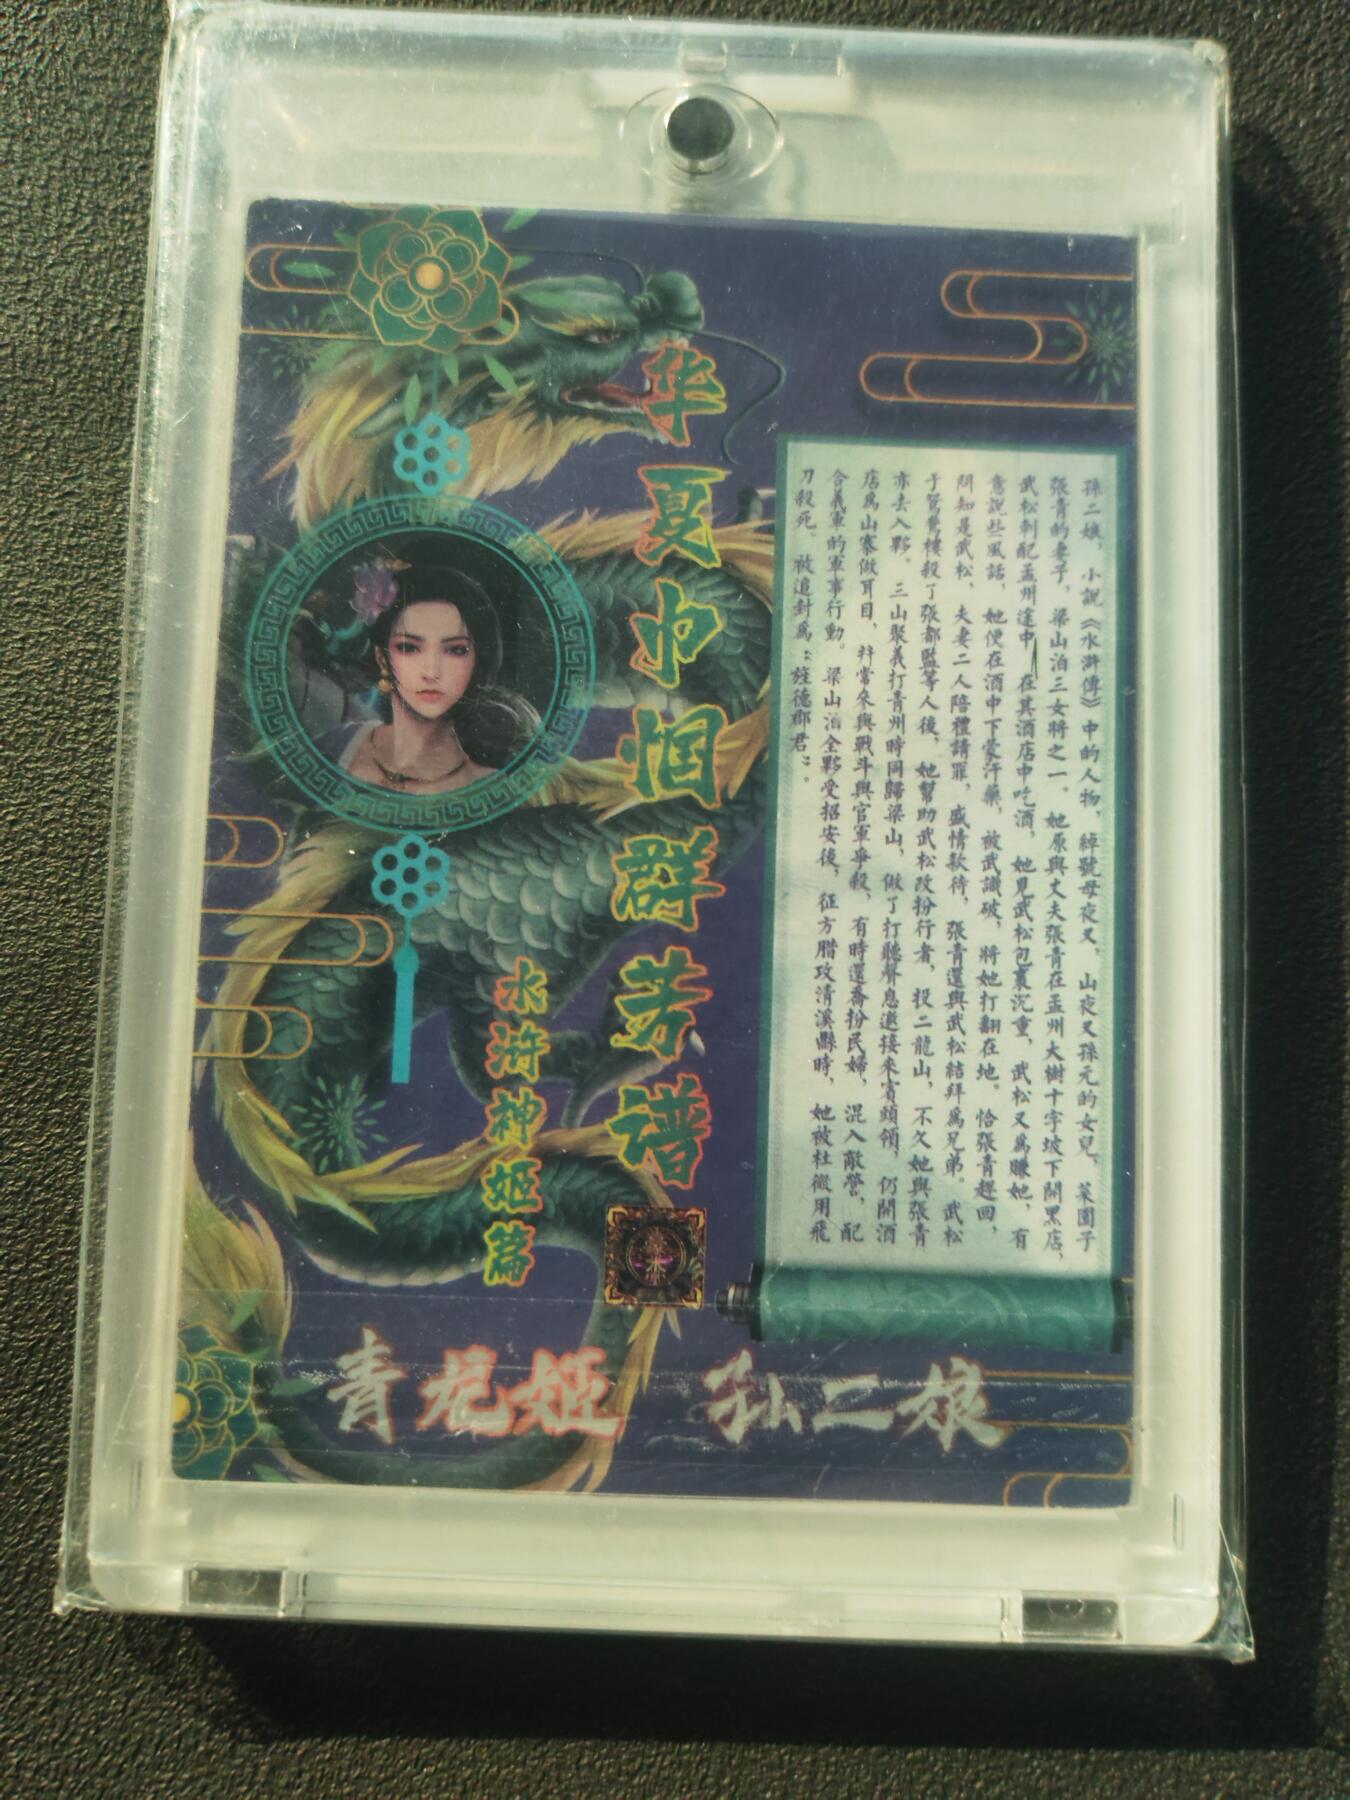 孫二娘，小説《水滸傳》中的人物，綽號母夜叉，山夜叉孫元的女兒，菜園子
張青的妻子，梁山泊三女將之一。她原與丈夫張青在孟州大樹十字坡下開黑店，
武松刺配孟州途中，在其酒店中吃酒，她見武松包裹沉重，武松又爲賺她，有
意説些風話，她便在酒中下蒙汗藥，被武識破，將她打翻在地。恰張青趕回，
問知是武松，夫妻二人陪禮請罪，盛情款待，張青還與武松結拜爲兄弟。武松
于鴛鴦樓殺了張都監等人後，她幫助武松改扮行者，投二龍山，不久她與張青
亦去入夥。三山聚義打青州時同歸梁山，做了打聽聲息邀接來賓頭領，仍開酒
店爲山寨做耳目，并常參與戰斗與官軍爭殺，有時還喬扮民婦，混入敵營，配
合義軍的軍事行動。梁山泊全夥受招安後，征方腊攻清溪縣時，她被杜微用飛
刀殺死。被追封爲“旌德郡君”。
华夏巾帼群芳谱
水浒神姬篇
青龙姬 孙二娘